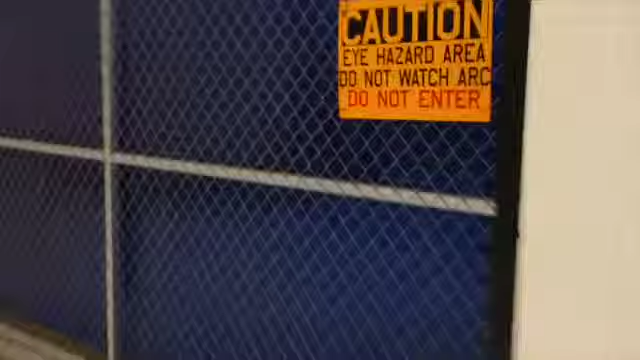 CAUTION
EYE HAZARD AREA
DO NOT WATCH ARC
DO NOT ENTER